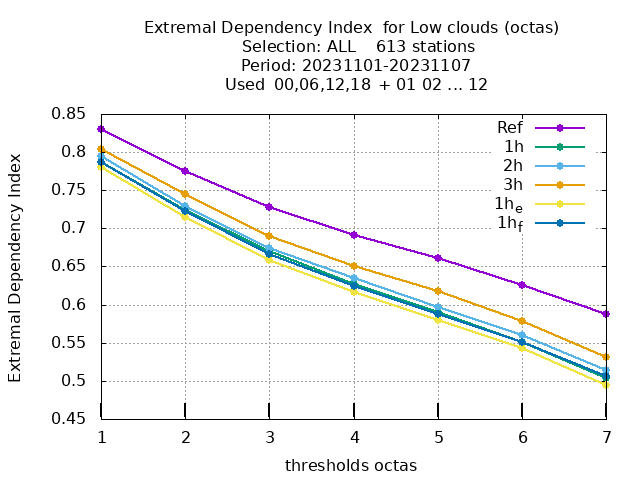 Extremal Dependency Index  for Low clouds (octas)
Selection: ALL    613 stations
Period: 20231101-20231107
Used  00,06,12,18  + 01 02 ... 12
Extremal Dependency Index
0.85
0.8
0.75
0.7
0.65
0.6
0.55
0.5
0.45
Ref
1h
2h
3h
1he
1hf
1 2 3 4 5 6 7
thresholds octas